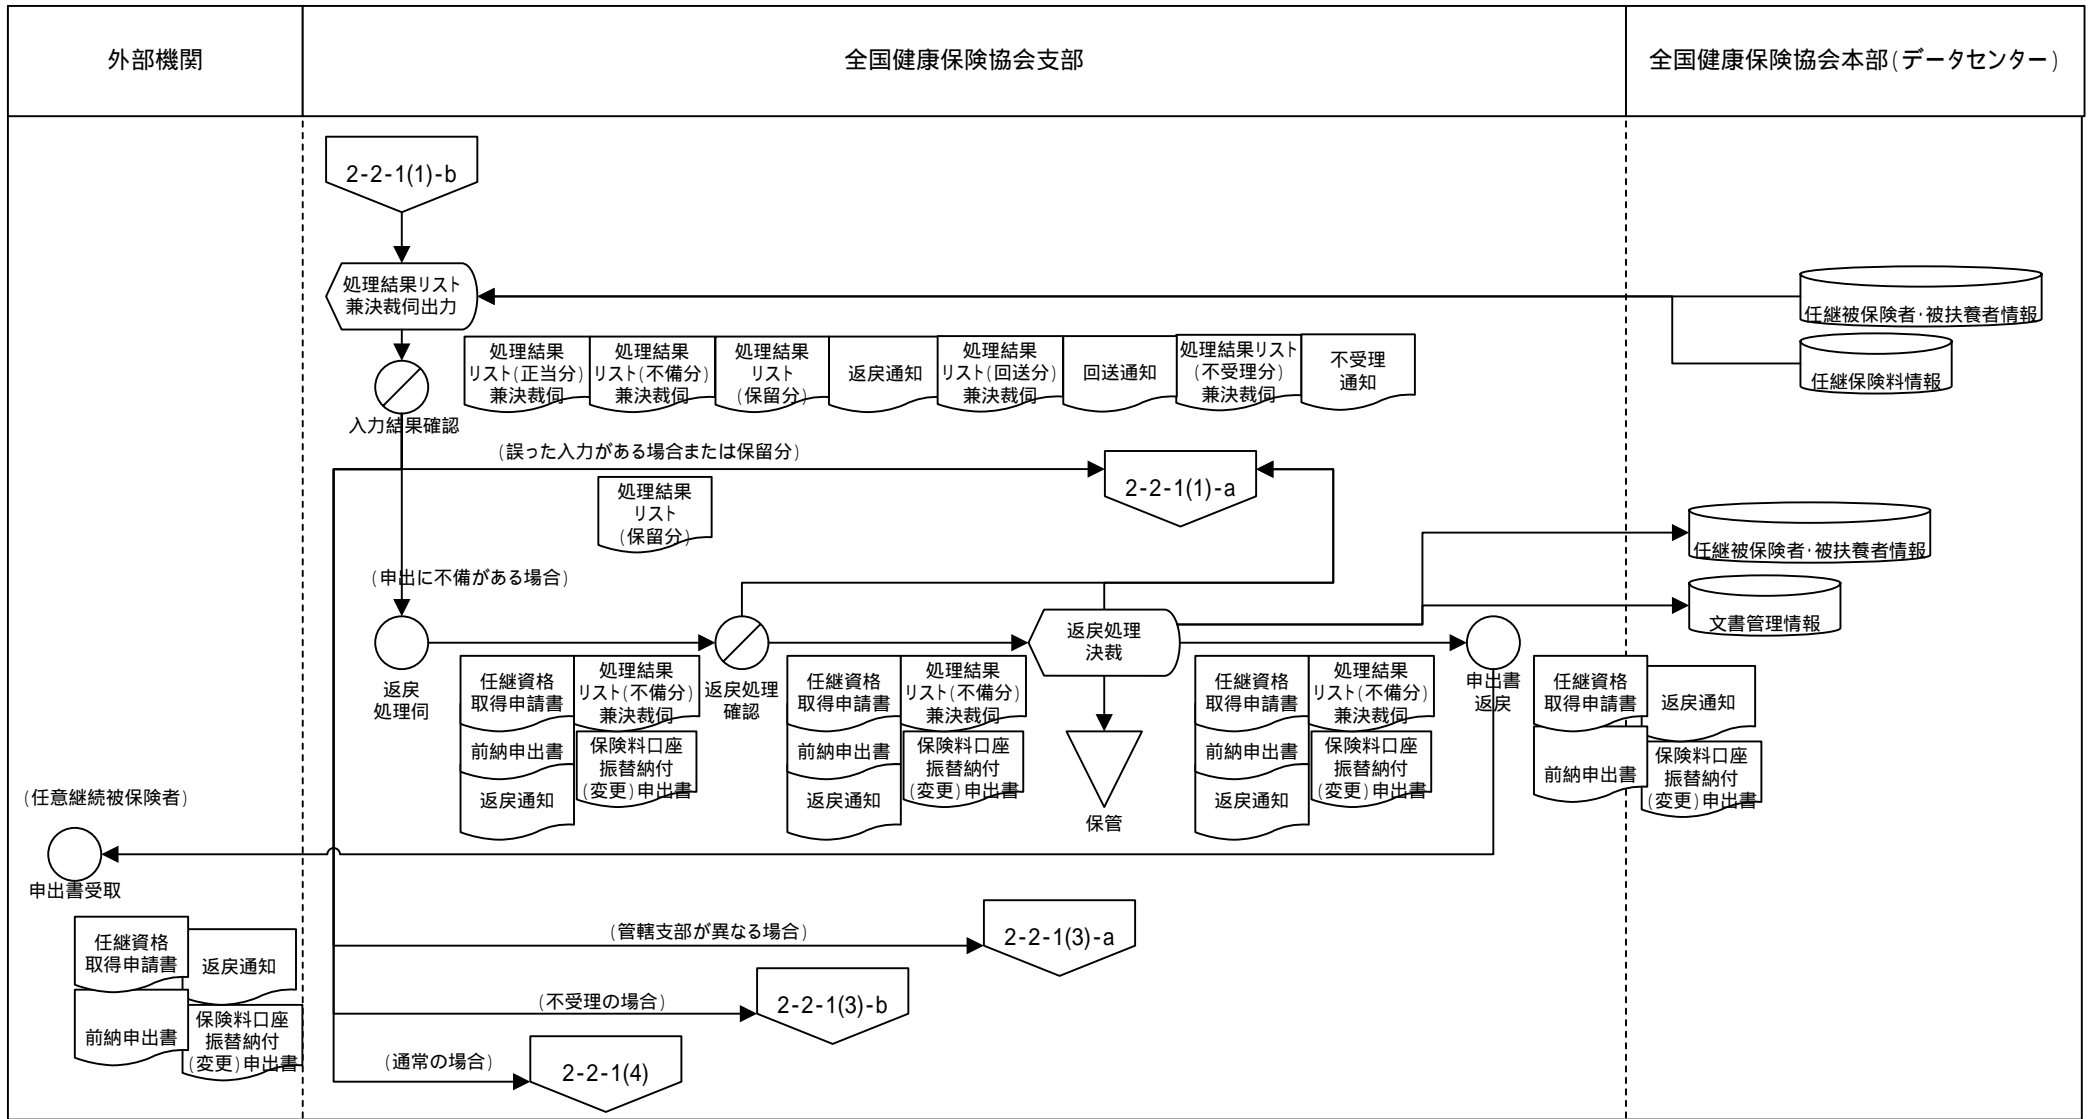 外部機関
全国健康保険協会支部
全国健康保険協会本部(データセンター)
2-2-1(1)-b
処理結果リスト
兼決裁伺出力
任継被保険者・被扶養者情報
任継保険料情報
入力結果確認
処理結果
リスト(正当分)
兼決裁伺
処理結果
リスト(不備分)
兼決裁伺
処理結果
リスト
(保留分)
返戻通知
処理結果
リスト(回送分)
兼決裁伺
回送通知
処理結果リスト
(不受理分)
兼決裁伺
不受理
通知
(誤った入力がある場合または保留分)
2-2-1(1)-a
処理結果
リスト
(保留分)
任継被保険者・被扶養者情報
文書管理情報
(申出に不備がある場合)
返戻
処理伺
任継資格
取得申請書
処理結果
リスト(不備分)
兼決裁伺
前納申出書
保険料口座
振替納付
(変更)申出書
返戻通知
返戻処理
確認
任継資格
取得申請書
処理結果
リスト(不備分)
兼決裁伺
前納申出書
保険料口座
振替納付
(変更)申出書
返戻通知
返戻処理
決裁
保管
任継資格
取得申請書
処理結果
リスト(不備分)
兼決裁伺
前納申出書
保険料口座
振替納付
(変更)申出書
返戻通知
申出書
返戻
任継資格
取得申請書
返戻通知
前納申出書
保険料口座
振替納付
(変更)申出書
(任意継続被保険者)
申出書受取
任継資格
取得申請書
返戻通知
前納申出書
保険料口座
振替納付
(変更)申出書
(管轄支部が異なる場合)
2-2-1(3)-a
(不受理の場合)
2-2-1(3)-b
(通常の場合)
2-2-1(4)